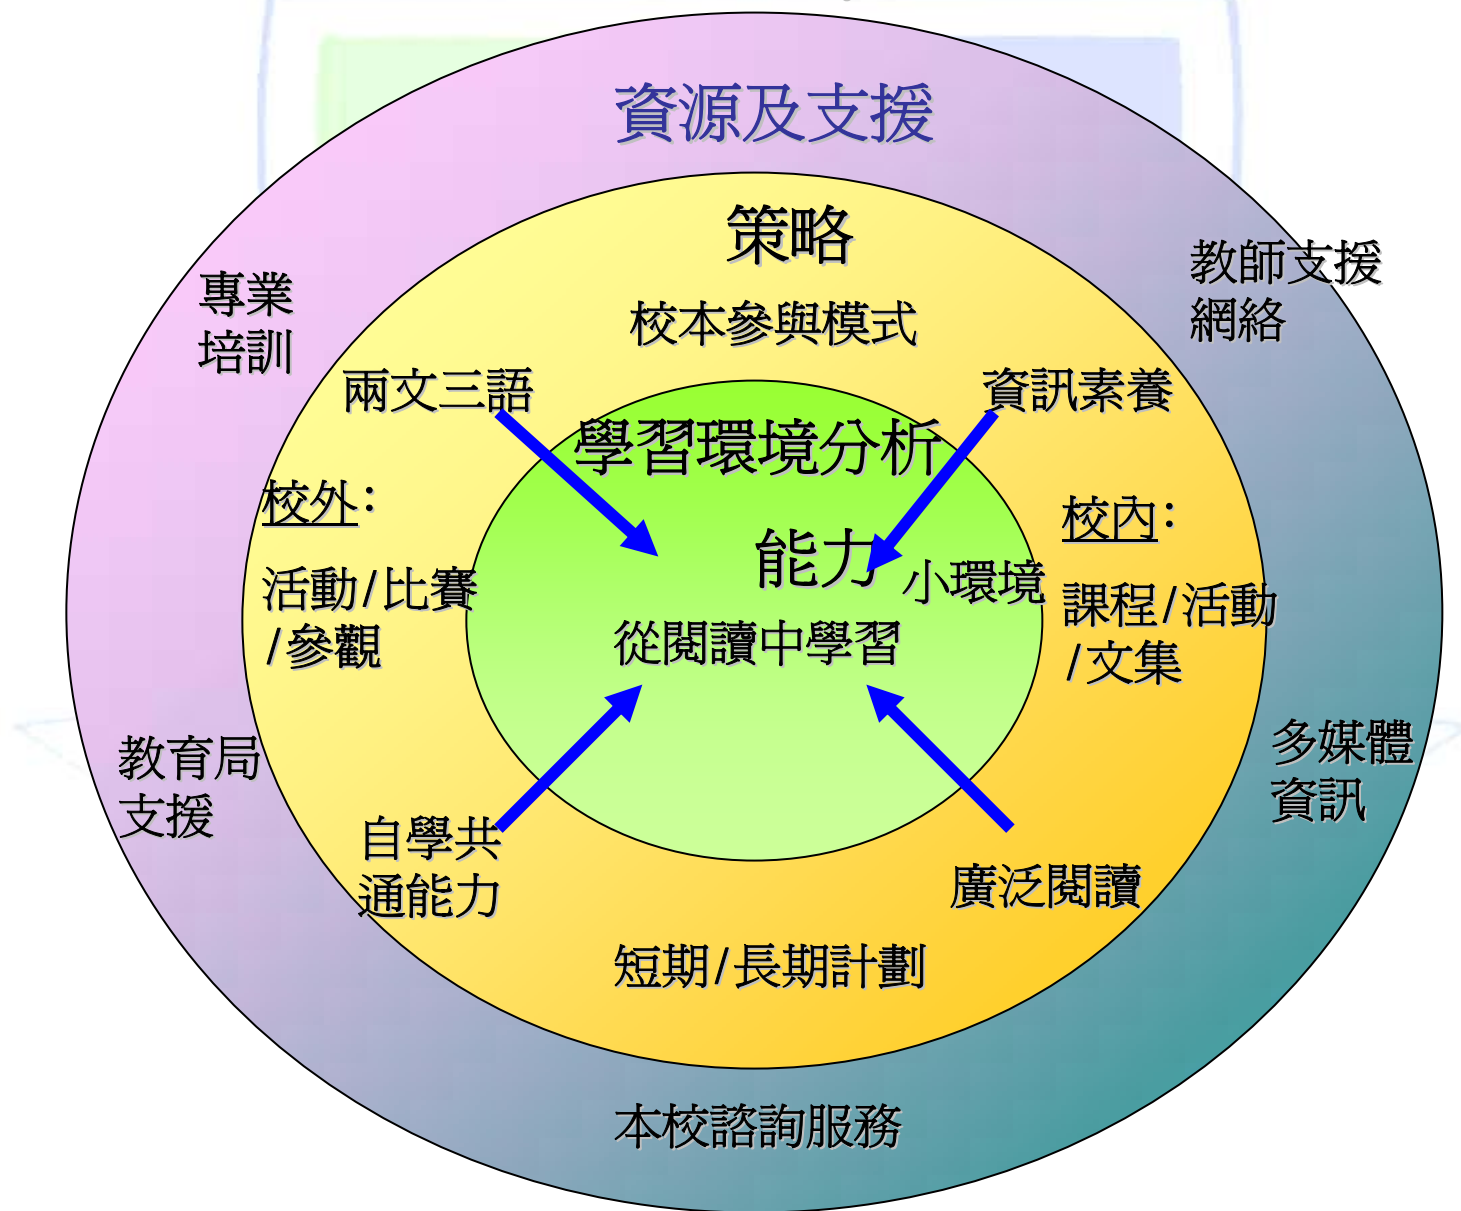 資源及支援
策略
校本參與模式
教師支援
網絡
專業
培訓
兩文三語
資訊素養
學習環境分析
校外：
活動/比賽
/參觀
能力
小環境
從閱讀中學習
校內：
課程/活動
/文集
教育局
支援
多媒體
資訊
自學共
通能力
廣泛閱讀
短期/長期計劃
本校諮詢服務